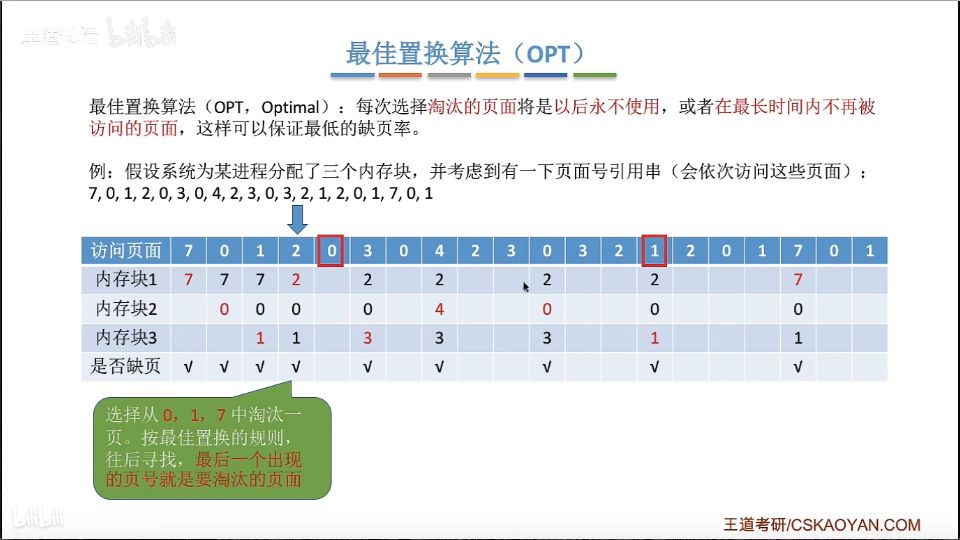 王道考研 bilibili
最佳置换算法（OPT）
最佳置换算法（OPT，Optimal）：每次选择淘汰的页面将是以后永不使用，或者在最长时间内不再被
访问的页面，这样可以保证最低的缺页率。
例：假设系统为某进程分配了三个内存块，并考虑到有一下页面号引用串（会依次访问这些页面）：
7, 0, 1, 2, 0, 3, 0, 4, 2, 3, 0, 3, 2, 1, 2, 0, 1, 7, 0, 1
访问页面 7 0 1 2 0 3 0 4 2 3 0 3 2 1 2 0 1 7 0 1
内存块1 7 7 7 2 2 2 2 2 7
内存块2 0 0 0 0 4 0 0 0
内存块3 1 1 3 3 3 1 1
是否缺页 √ √ √ √ √ √ √ √ √
选择从 0，1，7 中淘汰一
页。按最佳置换的规则，
往后寻找，最后一个出现
的页号就是要淘汰的页面
bilibili
王道考研/CSKAOYAN.COM